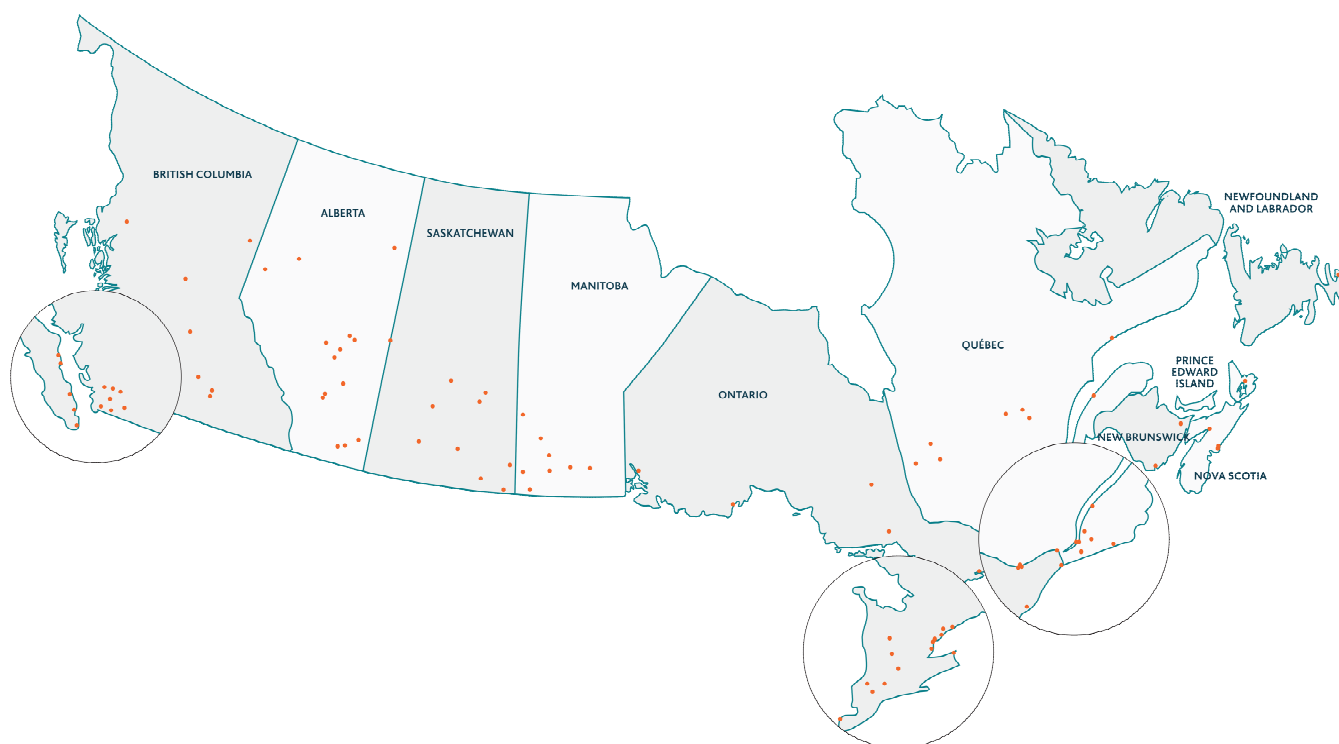 BRITISH COLUMBIA
ALBERTA
SASKATCHEWAN
MANITOBA
ONTARIO
QUÉBEC
NEWFOUNDLAND
AND LABRADOR
PRINCE
EDWARD
ISLAND
NEW BRUNSWICK
NOVA SCOTIA